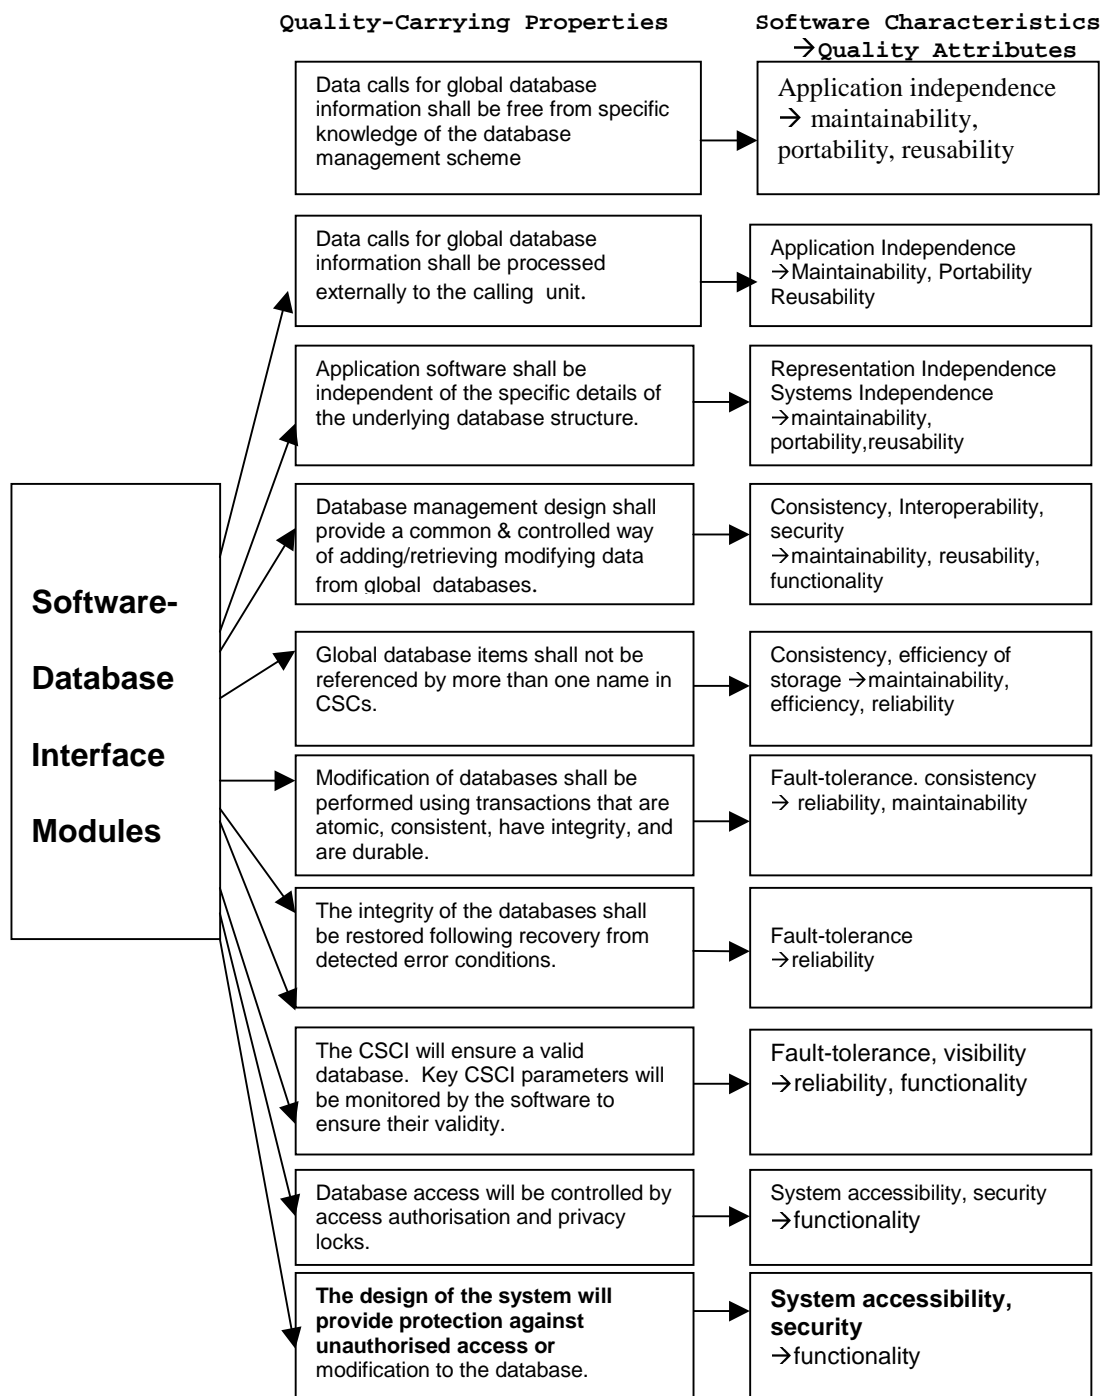 Quality-Carrying Properties
Software Characteristics
→Quality Attributes
Data calls for global database
information shall be free from specific
knowledge of the database
management scheme
Application independence
→ maintainability,
portability, reusability
Data calls for global database
information shall be processed
externally to the calling unit.
Application Independence
→Maintainability, Portability
Reusability
Application software shall be
independent of the specific details of
the underlying database structure.
Representation Independence
Systems Independence
→maintainability,
portability,reusability
Software-
Database
Interface
Modules
Database management design shall
provide a common & controlled way
of adding/retrieving modifying data
from global databases.
Consistency, Interoperability,
security
→maintainability, reusability,
functionality
Global database items shall not be
referenced by more than one name in
CSCs.
Consistency, efficiency of
storage →maintainability,
efficiency, reliability
Modification of databases shall be
performed using transactions that are
atomic, consistent, have integrity, and
are durable.
Fault-tolerance. consistency
→ reliability, maintainability
The integrity of the databases shall
be restored following recovery from
detected error conditions.
Fault-tolerance
→reliability
The CSCI will ensure a valid
database. Key CSCI parameters will
be monitored by the software to
ensure their validity.
Fault-tolerance, visibility
→reliability, functionality
Database access will be controlled by
access authorisation and privacy
locks.
System accessibility, security
→functionality
The design of the system will
provide protection against
unauthorised access or
modification to the database.
System accessibility,
security
→functionality